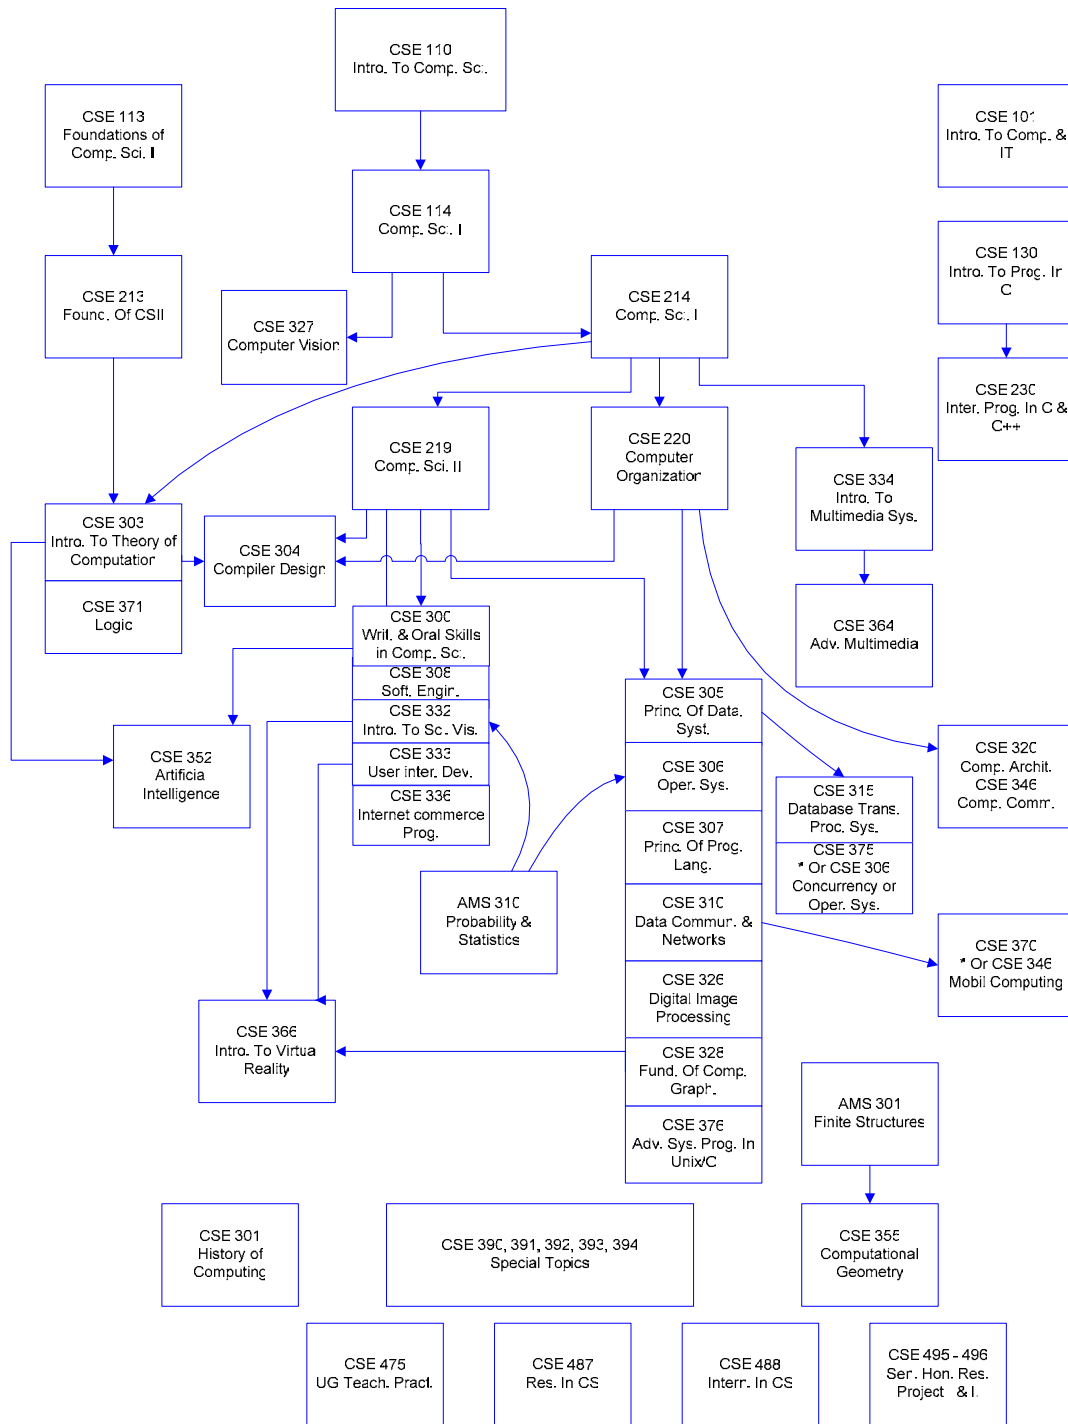 CSE 110
Intro. To Comp. Sci.
CSE 113
Foundations of
Comp. Sci. I
CSE 101
Intro. To Comp. &
IT
CSE 114
Comp. Sci. I
CSE 130
Intro. To Prog. In
C
CSE 213
Found. Of CSII
CSE 214
Comp. Sci. I
CSE 327
Computer Vision
CSE 230
Inter. Prog. In C &
C++
CSE 219
Comp. Sci. II
CSE 220
Computer
Organization
CSE 334
Intro. To
Multimedia Sys.
CSE 303
Intro. To Theory of
Computation
CSE 304
Compiler Design
CSE 371
Logic
CSE 300
Writ. & Oral Skills
in Comp. Sci.
CSE 364
Adv. Multimedia
CSE 308
Soft. Engin.
CSE 305
Princ. Of Data.
Syst.
CSE 332
Intro. To Sci. Vis.
CSE 352
Artificia
Intelligence
CSE 333
User inter. Dev.
CSE 306
Oper. Sys.
CSE 320
Comp. Archit.
CSE 346
Comp. Comm.
CSE 315
Database Trans.
Proc. Sys.
CSE 336
Internet commerce
Prog.
CSE 307
Princ. Of Prog.
Lang.
CSE 375
* Or CSE 306
Concurrency or
Oper. Sys.
AMS 310
Probability &
Statistics
CSE 310
Data Commun. &
Networks
CSE 370
* Or CSE 346
Mobil Computing
CSE 326
Digital Image
Processing
CSE 366
Intro. To Virtua
Reality
CSE 328
Fund. Of Comp.
Graph.
AMS 301
Finite Structures
CSE 376
Adv. Sys. Prog. In
Unix/C
CSE 301
History of
Computing
CSE 390, 391, 392, 393, 394
Special Topics
CSE 355
Computational
Geometry
CSE 475
UG Teach. Pract.
CSE 487
Res. In CS
CSE 488
Intern. In CS
CSE 495 - 496
Sen. Hon. Res.
Project & I.